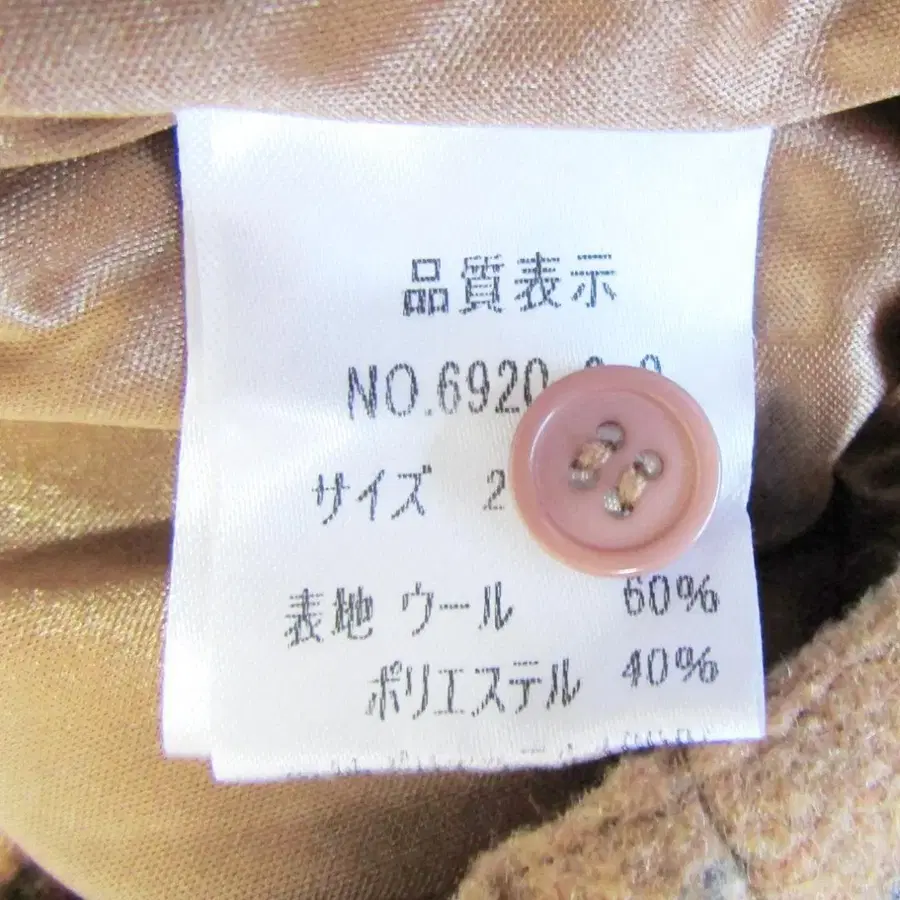 品質表示
NO.6920
サイズ 2
表地 ウール 60%
ポリエステル 40%